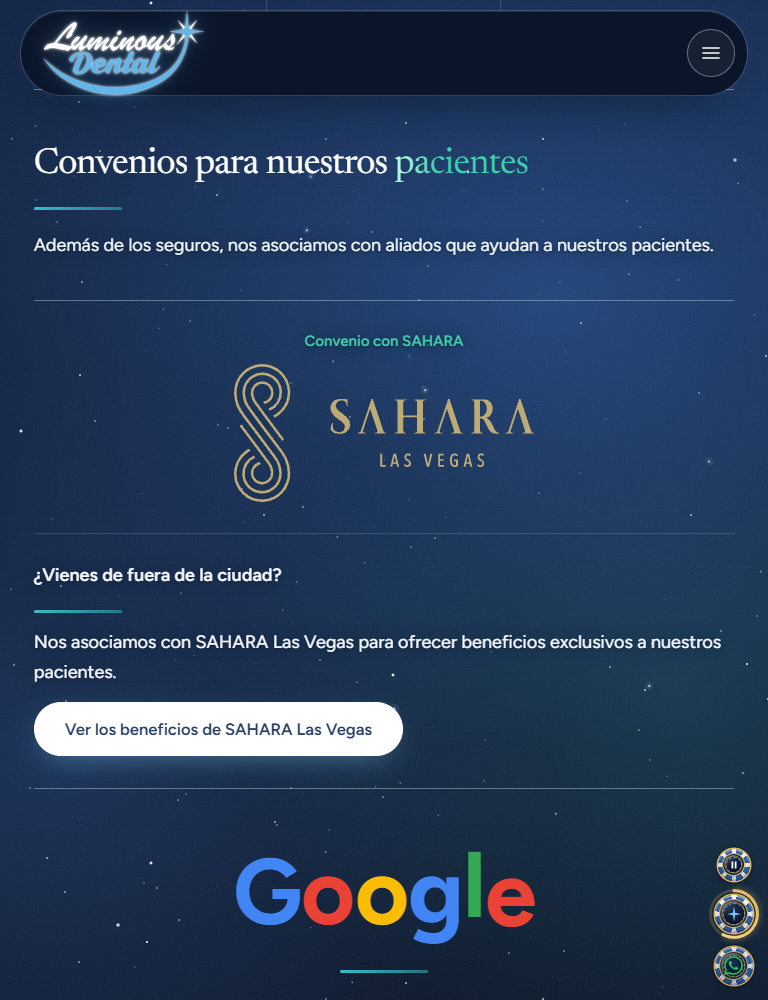 Luminous
Dental
Convenios para nuestros pacientes
Además de los seguros, nos asociamos con aliados que ayudan a nuestros pacientes.
Convenio con SAHARA
SAHARA
LAS VEGAS
¿Vienes de fuera de la ciudad?
Nos asociamos con SAHARA Las Vegas para ofrecer beneficios exclusivos a nuestros
pacientes.
Ver los beneficios de SAHARA Las Vegas
Google